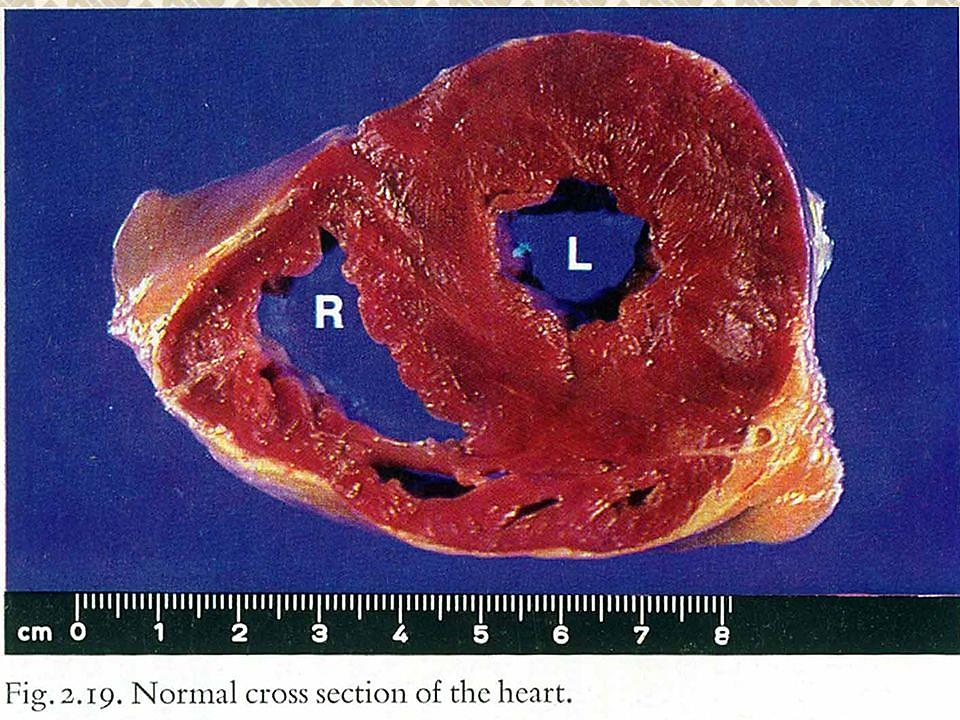 R
L
cm 0 1 2 3 4 5 6 7 8
Fig. 2.19. Normal cross section of the heart.